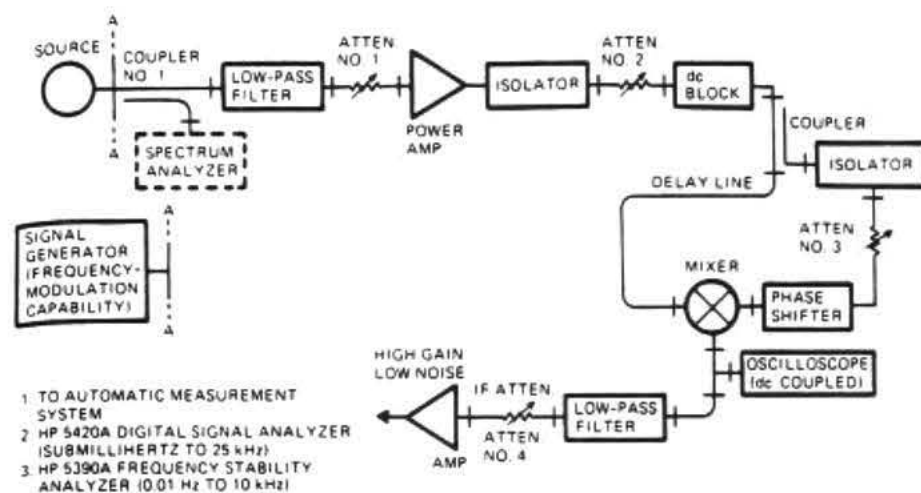 A
SOURCE
COUPLER
NO. 1
A
LOW-PASS
FILTER
ATTEN
NO. 1
POWER
AMP
ISOLATOR
ATTEN
NO. 2
dc
BLOCK
COUPLER
ISOLATOR
SPECTRUM
ANALYZER
DELAY LINE
ATTEN
NO. 3
A
SIGNAL
GENERATOR
(FREQUENCY-
MODULATION
CAPABILITY)
A
MIXER
PHASE
SHIFTER
OSCILLOSCOPE
(dc COUPLED)
HIGH GAIN
LOW NOISE
IF ATTEN
LOW-PASS
FILTER
AMP
ATTEN
NO. 4
1 TO AUTOMATIC MEASUREMENT
SYSTEM
2 HP 5420A DIGITAL SIGNAL ANALYZER
(SUBMILLIHERTZ TO 25 kHz)
3. HP 5390A FREQUENCY STABILITY
ANALYZER (0.01 Hz TO 10 kHz)